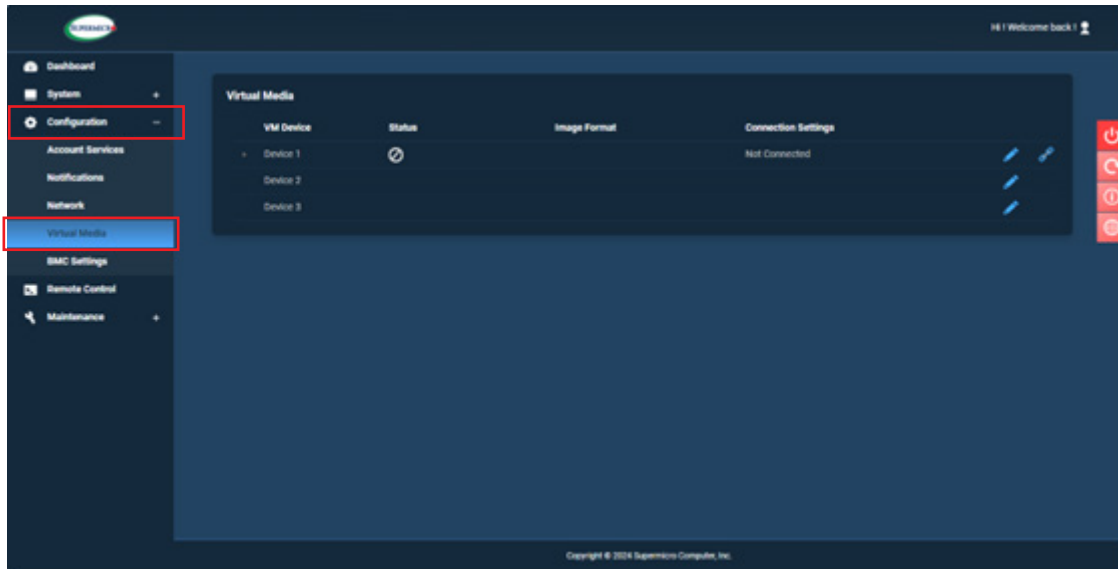 SUPERMICR
Hi ! Welcome back !
Dashboard
System +
Configuration −
Account Services
Notifications
Network
Virtual Media
BMC Settings
Remote Control
Maintenance +
Virtual Media
VM Device Status Image Format Connection Settings
+ Device 1 Not Connected
Device 2
Device 3
Copyright © 2024 Supermicro Computer, Inc.